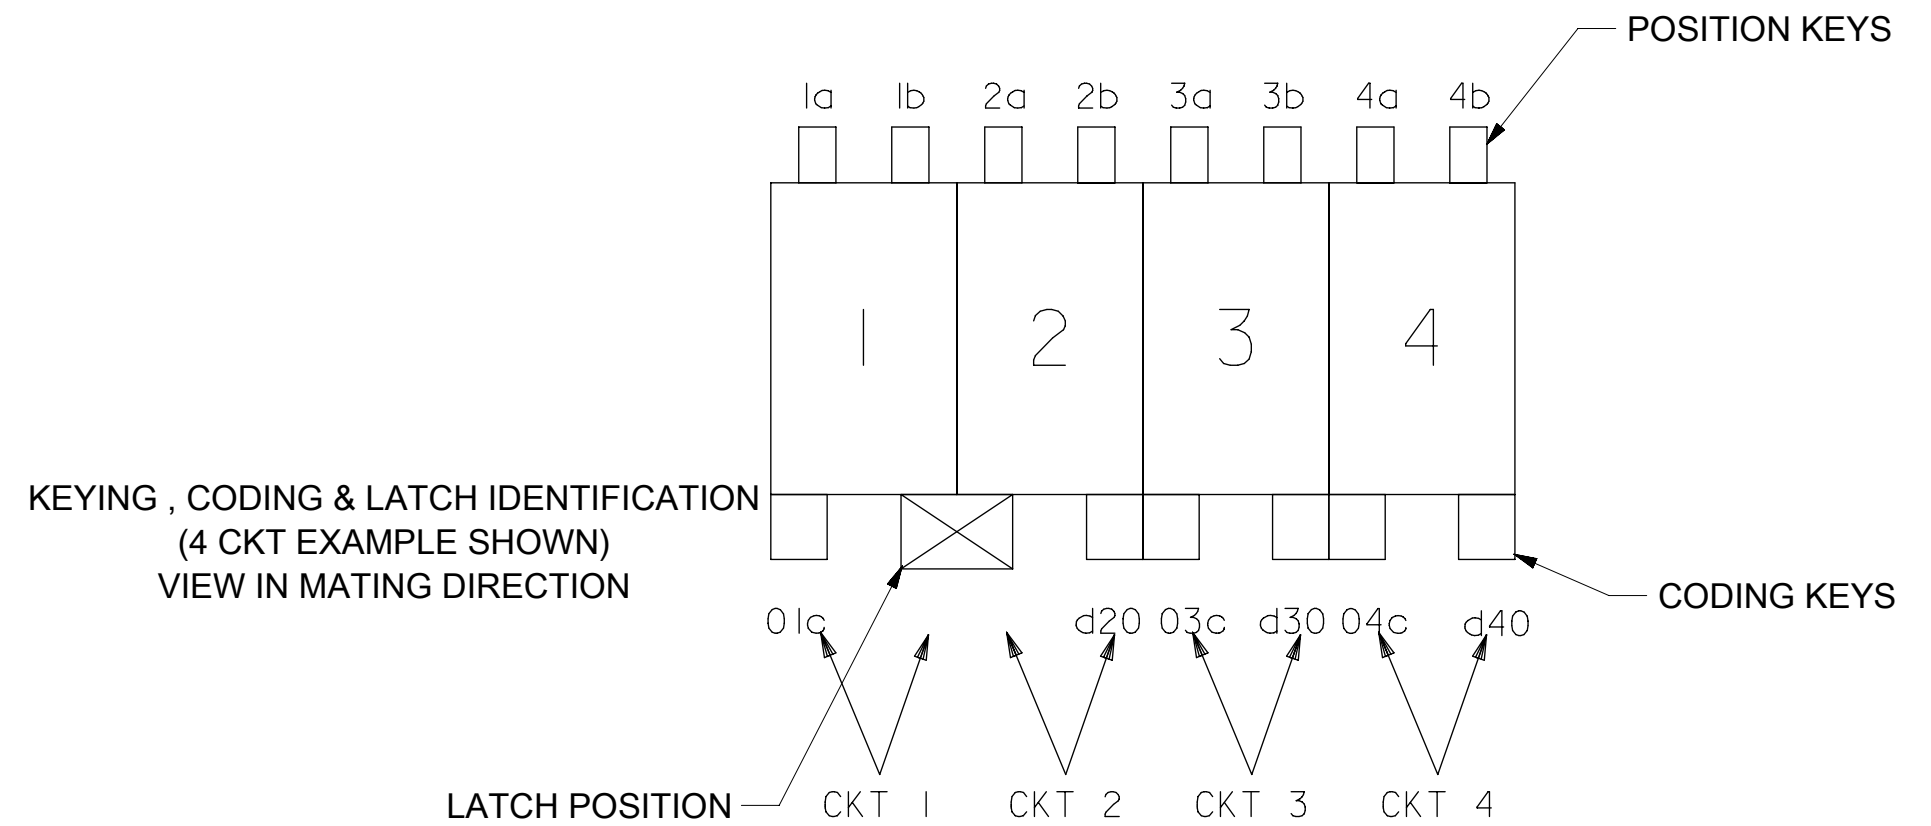 POSITION KEYS
1a 1b 2a 2b 3a 3b 4a 4b
1 2 3 4
KEYING , CODING & LATCH IDENTIFICATION
(4 CKT EXAMPLE SHOWN)
VIEW IN MATING DIRECTION
CODING KEYS
01c d20 03c d30 04c d40
LATCH POSITION
CKT 1 CKT 2 CKT 3 CKT 4